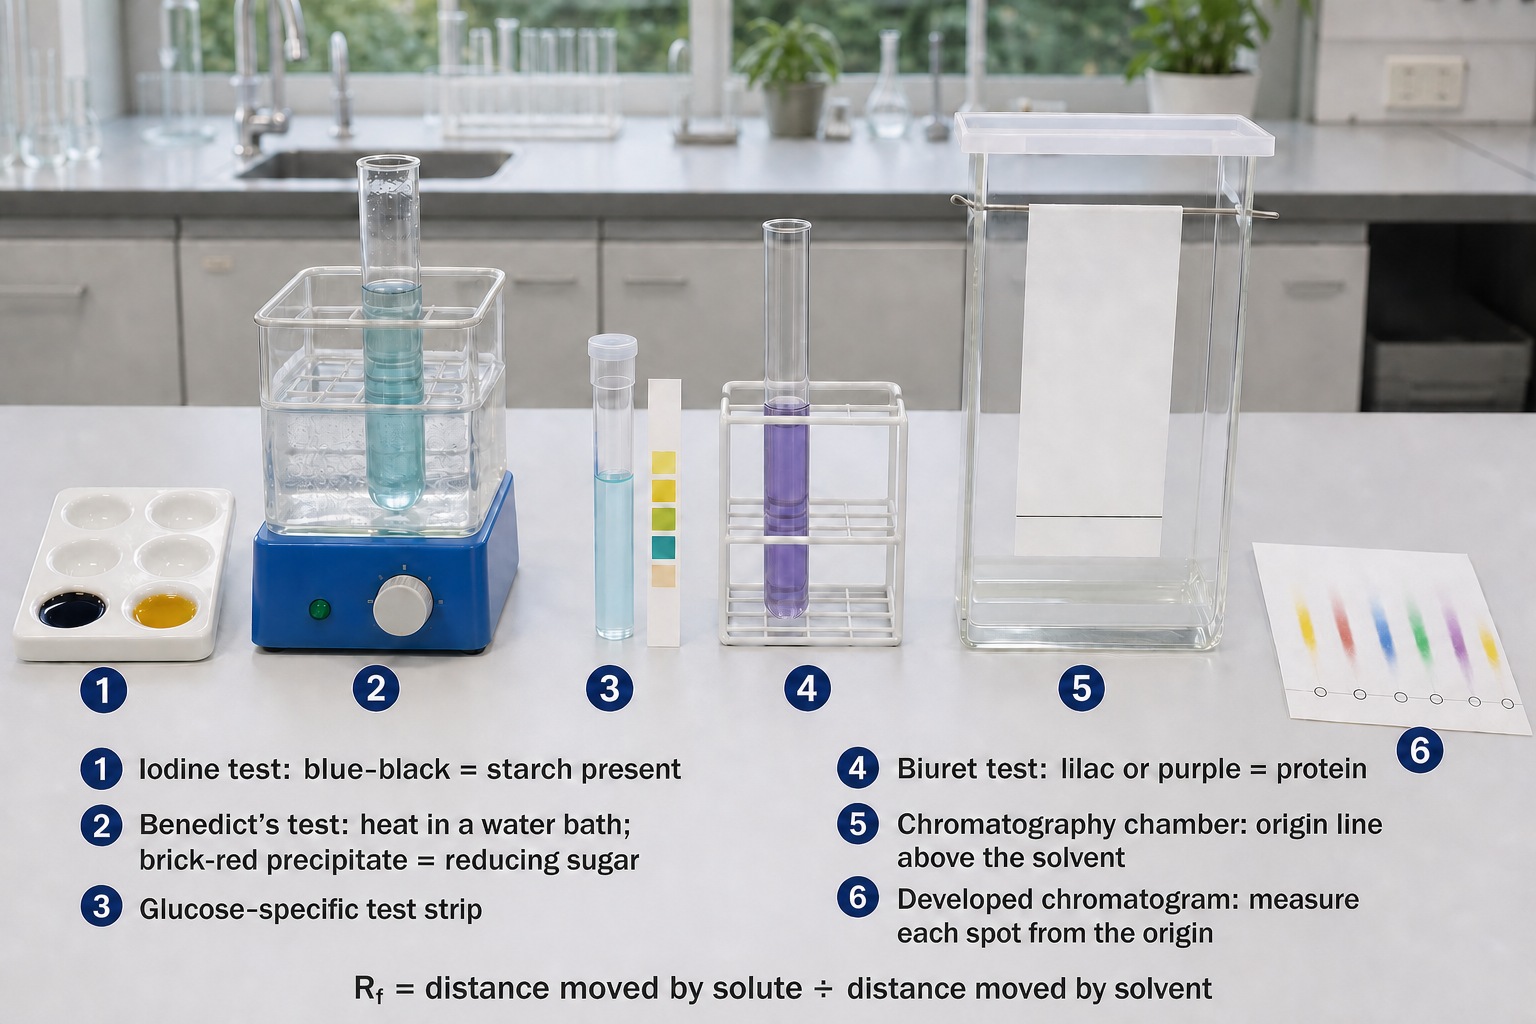 1
2
3
4
5
6
1 Iodine test: blue-black = starch present
2 Benedict's test: heat in a water bath;
brick-red precipitate = reducing sugar
3 Glucose-specific test strip
4 Biuret test: lilac or purple = protein
5 Chromatography chamber: origin line
above the solvent
6 Developed chromatogram: measure
each spot from the origin
Rf = distance moved by solute ÷ distance moved by solvent